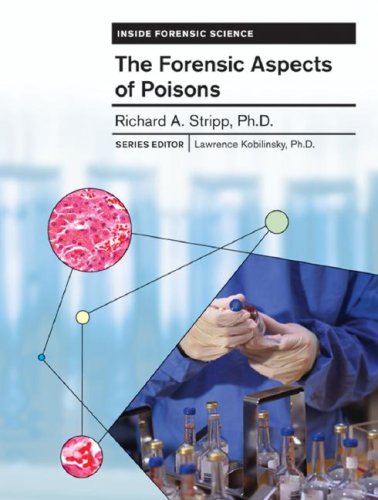 INSIDE FORENSIC SCIENCE
The Forensic Aspects
of Poisons
Richard A. Stripp, Ph.D.
SERIES EDITOR | Lawrence Kobilinsky, Ph.D.